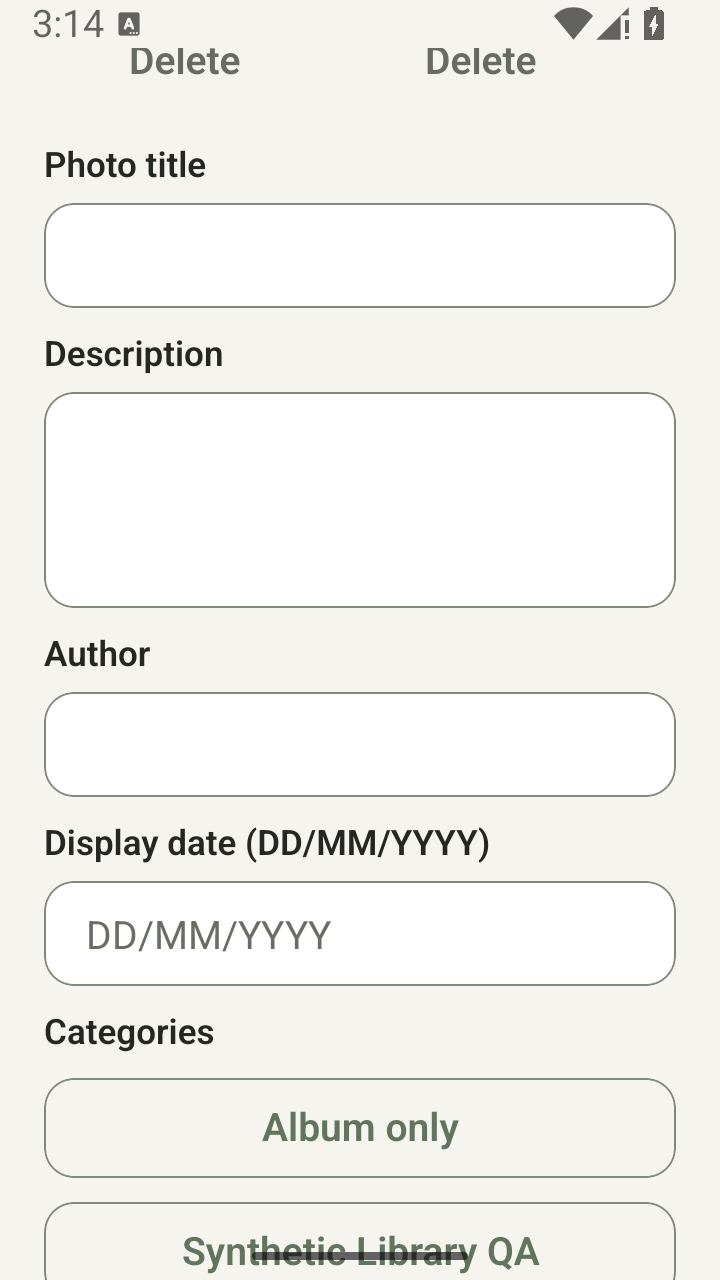 3:14
Delete Delete
Photo title
Description
Author
Display date (DD/MM/YYYY)
DD/MM/YYYY
Categories
Album only
Synthetic Library QA